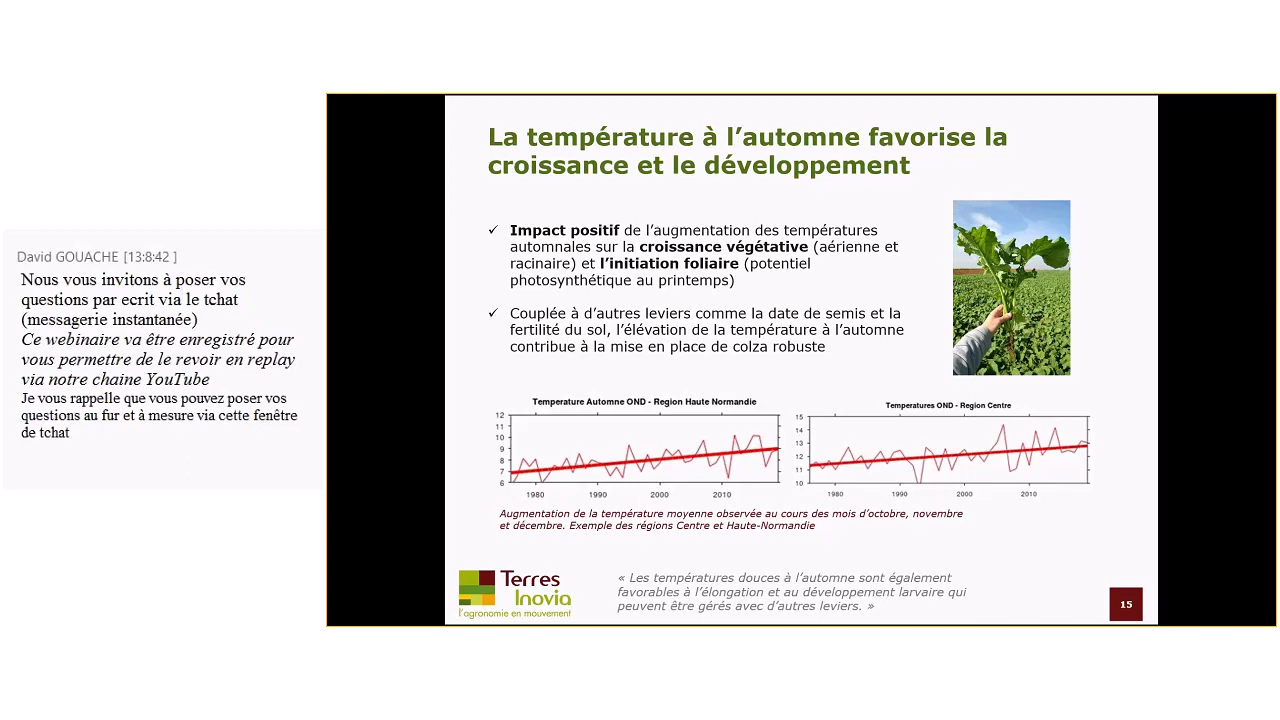 David GOUACHE [13:8:42 ]
Nous vous invitons à poser vos
questions par ecrit via le tchat
(messagerie instantanée)
Ce webinaire va être enregistré pour
vous permettre de le revoir en replay
via notre chaine YouTube
Je vous rappelle que vous pouvez poser vos
questions au fur et à mesure via cette fenêtre
de tchat
La température à l’automne favorise la
croissance et le développement
✓ Impact positif de l’augmentation des températures
automnales sur la croissance végétative (aérienne et
racinaire) et l’initiation foliaire (potentiel
photosynthétique au printemps)
✓ Couplée à d’autres leviers comme la date de semis et la
fertilité du sol, l’élévation de la température à l’automne
contribue à la mise en place de colza robuste
Temperature Automne OND - Region Haute Normandie
12
11
10
9
8
7
6
1980 1990 2000 2010
Temperatures OND - Region Centre
15
14
13
12
11
10
1980 1990 2000 2010
Augmentation de la température moyenne observée au cours des mois d’octobre, novembre
et décembre. Exemple des régions Centre et Haute-Normandie
Terres
Inovia
l’agronomie en mouvement
« Les températures douces à l’automne sont également
favorables à l’élongation et au développement larvaire qui
peuvent être gérés avec d’autres leviers. »
15